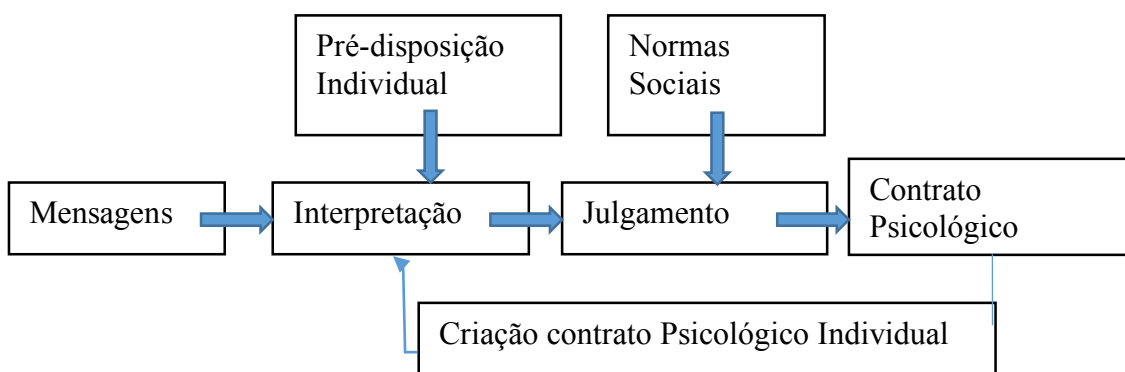 Pré-disposição
Individual
Normas
Sociais
Mensagens
Interpretação
Julgamento
Contrato
Psicológico
Criação contrato Psicológico Individual